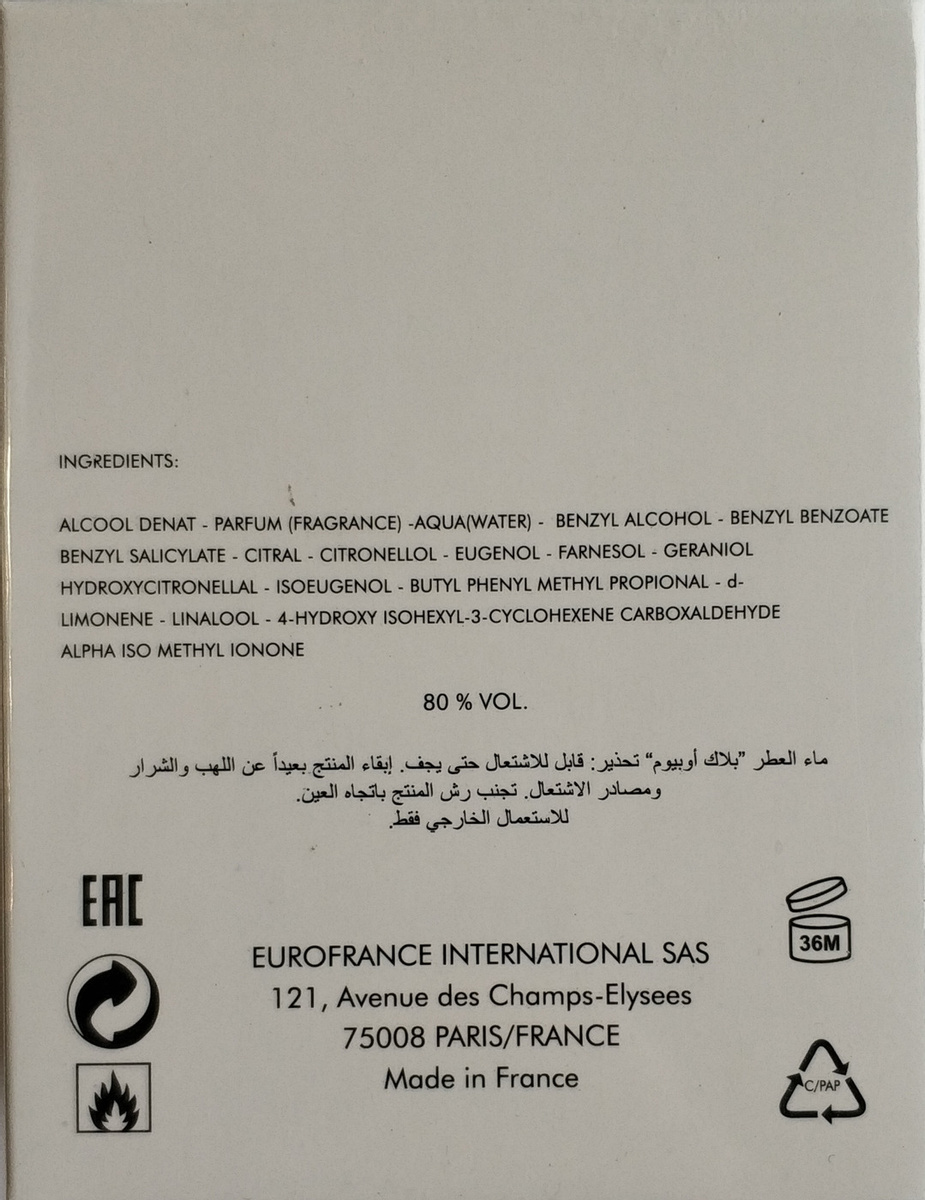 INGREDIENTS:
ALCOOL DENAT - PARFUM (FRAGRANCE) -AQUA(WATER) - BENZYL ALCOHOL - BENZYL BENZOATE
BENZYL SALICYLATE - CITRAL - CITRONELLOL - EUGENOL - FARNESOL - GERANIOL
HYDROXYCITRONELLAL - ISOEUGENOL - BUTYL PHENYL METHYL PROPIONAL - d-
LIMONENE - LINALOOL - 4-HYDROXY ISOHEXYL-3-CYCLOHEXENE CARBOXALDEHYDE
ALPHA ISO METHYL IONONE
80 % VOL.
ماء العطر ”بلاك أوبيوم“ تحذير: قابل للاشتعال حتى يجف. إبقاء المنتج بعيداً عن اللهب والشرار
ومصادر الاشتعال. تجنب رش المنتج باتجاه العين.
للاستعمال الخارجي فقط.
EAC
36M
EUROFRANCE INTERNATIONAL SAS
121, Avenue des Champs-Elysees
75008 PARIS/FRANCE
Made in France
C/PAP